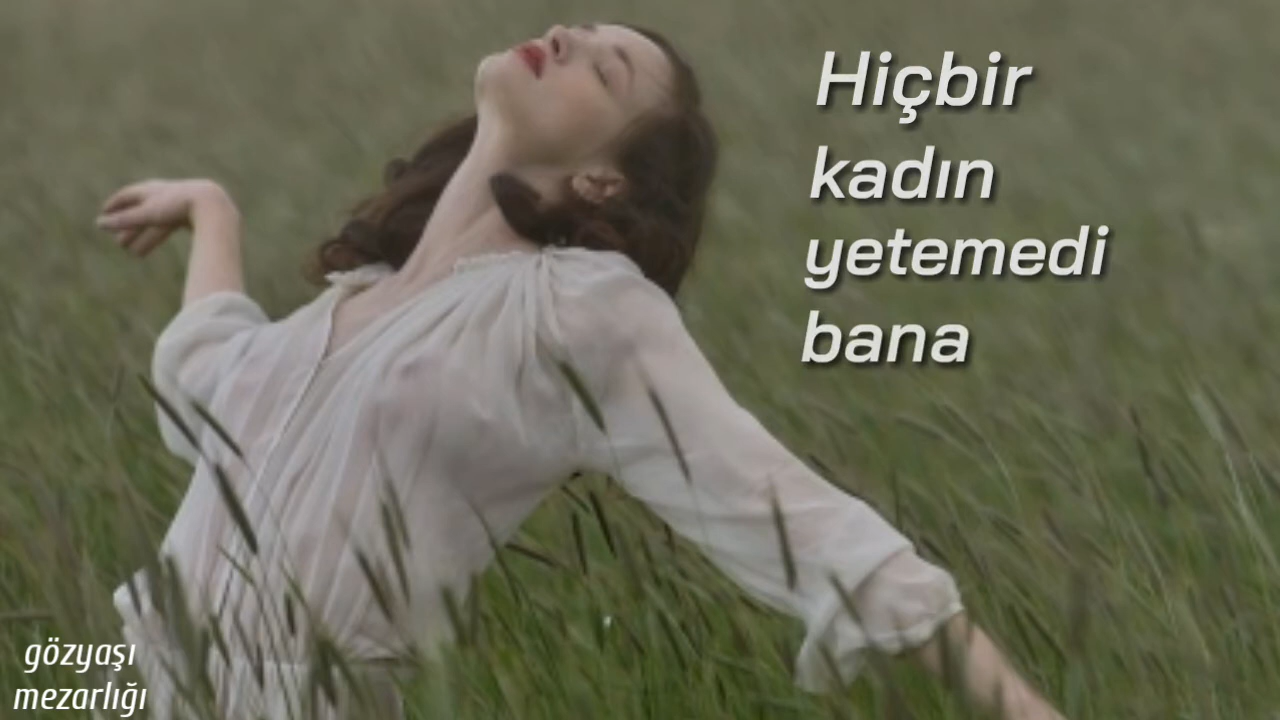 Hiçbir
kadın
yetemedi
bana
gözyaşı
mezarlığı